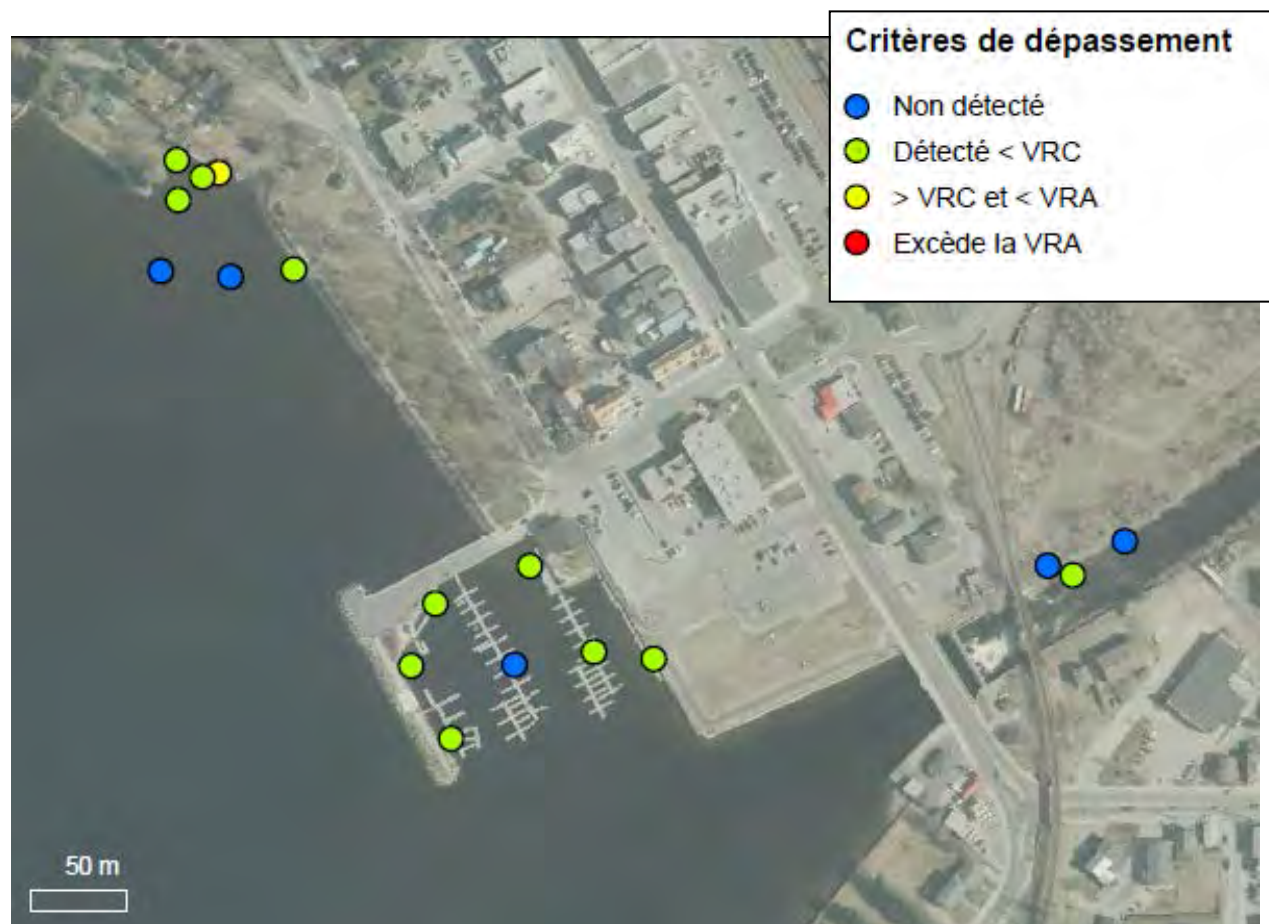 Critères de dépassement
Non détecté
Détecté < VRC
> VRC et < VRA
Excède la VRA
50 m